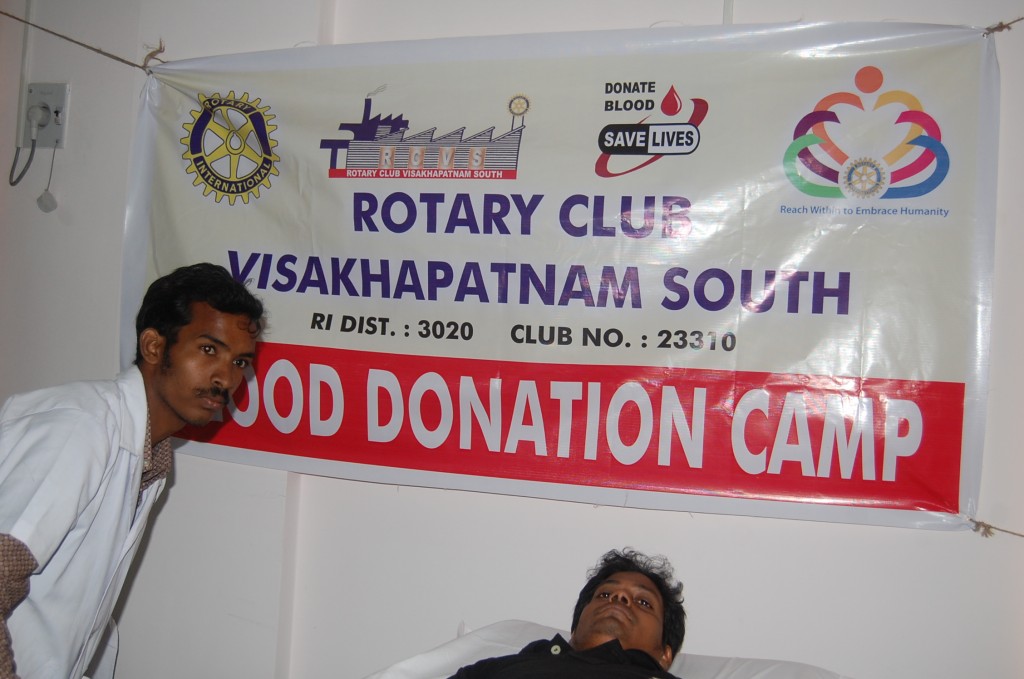 ROTARY
INTERNATIONAL
RCVS
ROTARY CLUB VISAKHAPATNAM SOUTH
DONATE
BLOOD
SAVE LIVES
Reach Within to Embrace Humanity
ROTARY CLUB
VISAKHAPATNAM SOUTH
RI DIST. : 3020 CLUB NO. : 23310
OOD DONATION CAMP